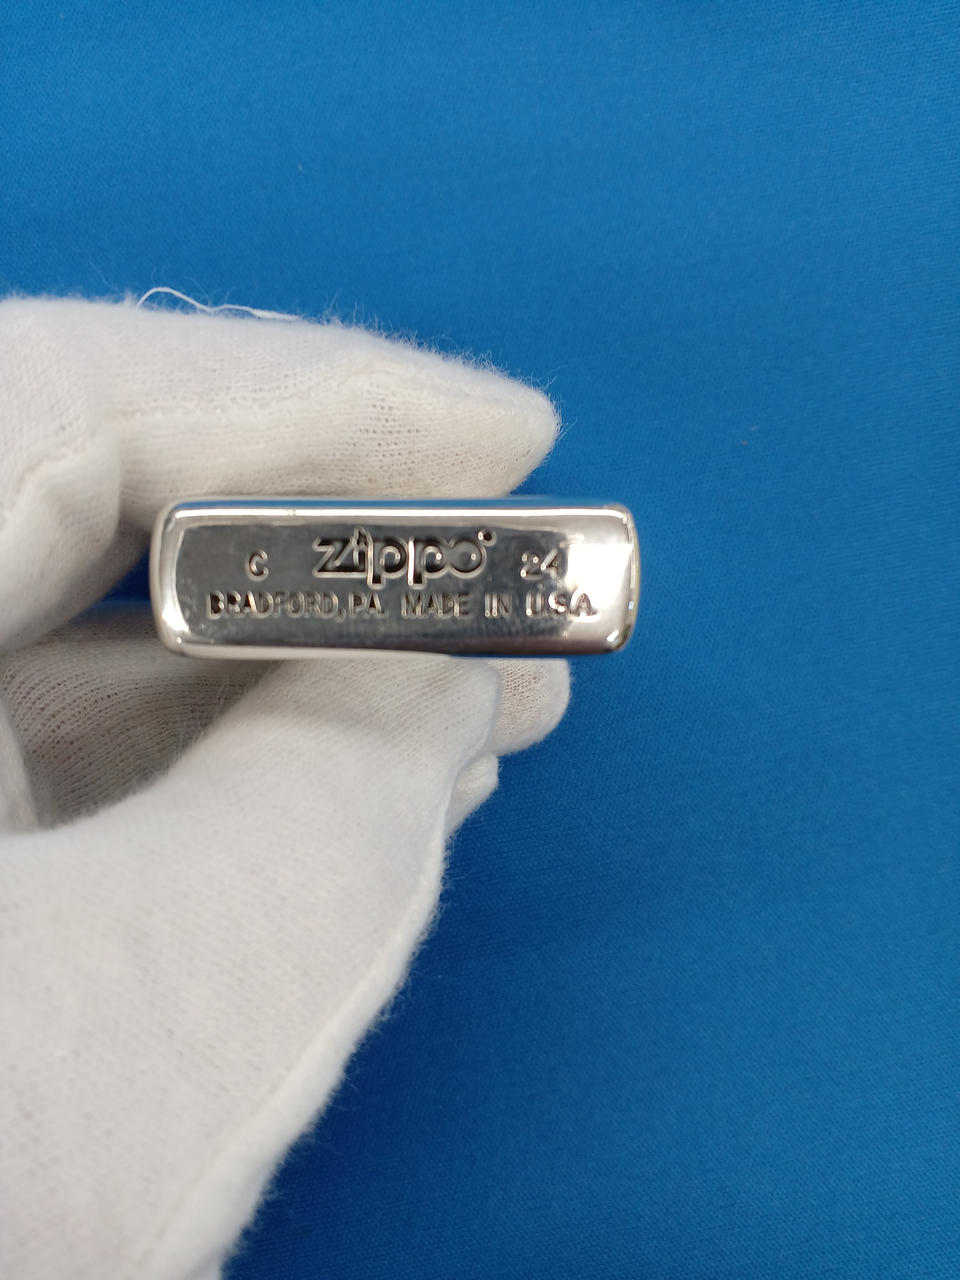 C zippo 24
BRADFORD, PA. MADE IN U.S.A.